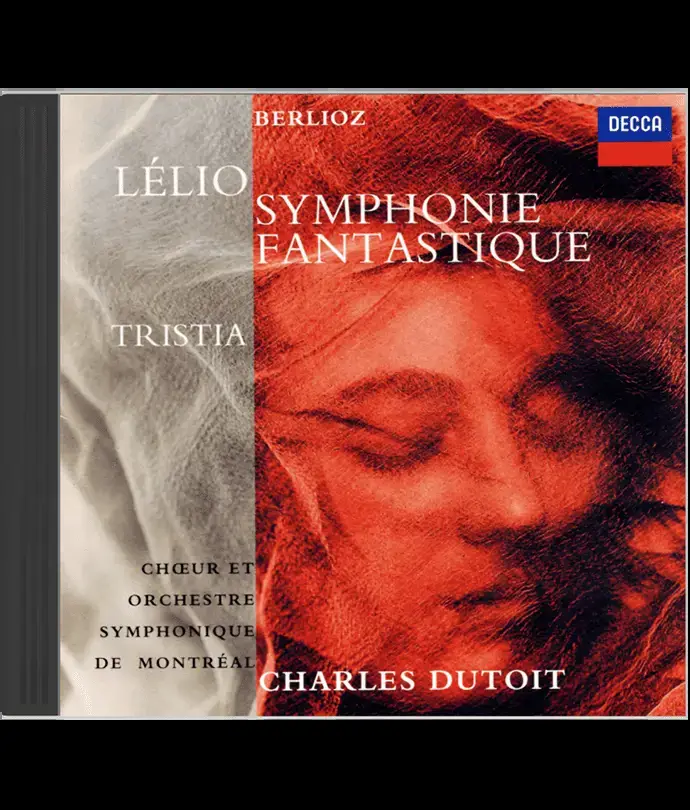 BERLIOZ
DECCA
LÉLIO
SYMPHONIE
FANTASTIQUE
TRISTIA
CHŒUR ET
ORCHESTRE
SYMPHONIQUE
DE MONTRÉAL
CHARLES DUTOIT